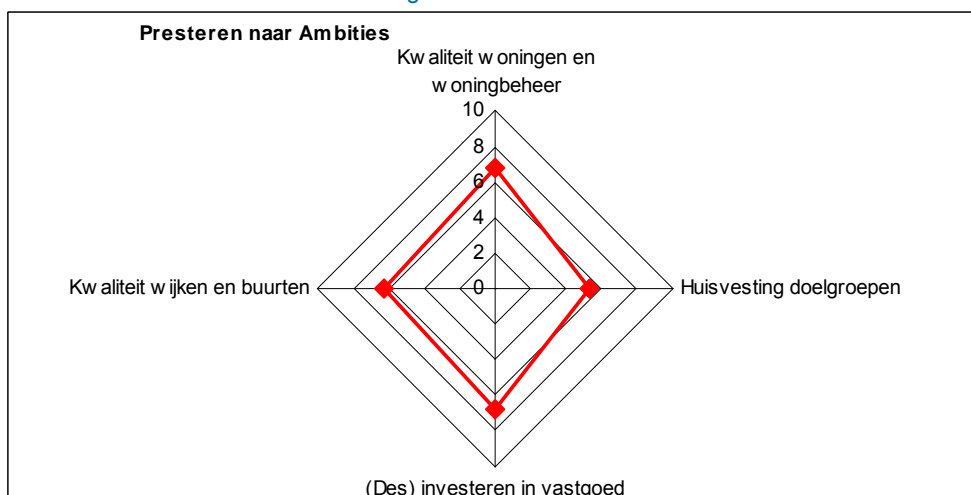 Presteren naar Ambities
Kwaliteit woningen en
woningbeheer
10
8
6
4
2
0
Kwaliteit wijken en buurten
Huisvesting doelgroepen
(Des) investeren in vastgoed